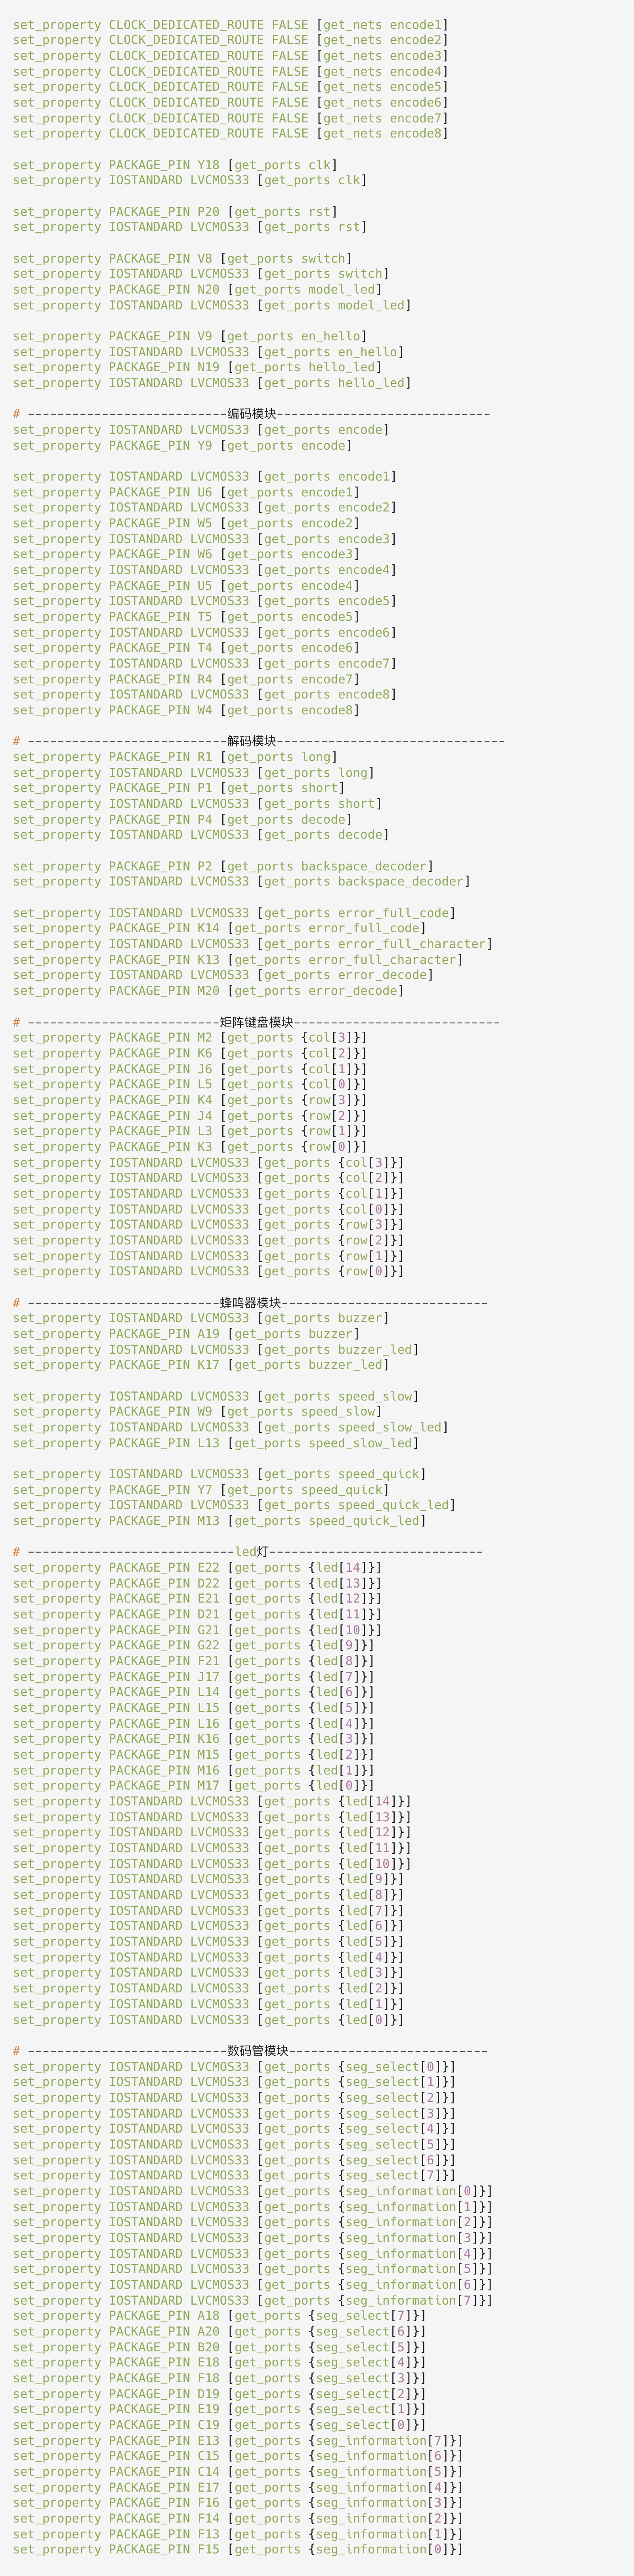 set_property CLOCK_DEDICATED_ROUTE FALSE [get_nets encode1]
set_property CLOCK_DEDICATED_ROUTE FALSE [get_nets encode2]
set_property CLOCK_DEDICATED_ROUTE FALSE [get_nets encode3]
set_property CLOCK_DEDICATED_ROUTE FALSE [get_nets encode4]
set_property CLOCK_DEDICATED_ROUTE FALSE [get_nets encode5]
set_property CLOCK_DEDICATED_ROUTE FALSE [get_nets encode6]
set_property CLOCK_DEDICATED_ROUTE FALSE [get_nets encode7]
set_property CLOCK_DEDICATED_ROUTE FALSE [get_nets encode8]

set_property PACKAGE_PIN Y18 [get_ports clk]
set_property IOSTANDARD LVCMOS33 [get_ports clk]

set_property PACKAGE_PIN P20 [get_ports rst]
set_property IOSTANDARD LVCMOS33 [get_ports rst]

set_property PACKAGE_PIN V8 [get_ports switch]
set_property IOSTANDARD LVCMOS33 [get_ports switch]
set_property PACKAGE_PIN N20 [get_ports model_led]
set_property IOSTANDARD LVCMOS33 [get_ports model_led]

set_property PACKAGE_PIN V9 [get_ports en_hello]
set_property IOSTANDARD LVCMOS33 [get_ports en_hello]
set_property PACKAGE_PIN N19 [get_ports hello_led]
set_property IOSTANDARD LVCMOS33 [get_ports hello_led]

# ---------------------------编码模块-----------------------------
set_property IOSTANDARD LVCMOS33 [get_ports encode]
set_property PACKAGE_PIN Y9 [get_ports encode]

set_property IOSTANDARD LVCMOS33 [get_ports encode1]
set_property PACKAGE_PIN U6 [get_ports encode1]
set_property IOSTANDARD LVCMOS33 [get_ports encode2]
set_property PACKAGE_PIN W5 [get_ports encode2]
set_property IOSTANDARD LVCMOS33 [get_ports encode3]
set_property PACKAGE_PIN W6 [get_ports encode3]
set_property IOSTANDARD LVCMOS33 [get_ports encode4]
set_property PACKAGE_PIN U5 [get_ports encode4]
set_property IOSTANDARD LVCMOS33 [get_ports encode5]
set_property PACKAGE_PIN T5 [get_ports encode5]
set_property IOSTANDARD LVCMOS33 [get_ports encode6]
set_property PACKAGE_PIN T4 [get_ports encode6]
set_property IOSTANDARD LVCMOS33 [get_ports encode7]
set_property PACKAGE_PIN R4 [get_ports encode7]
set_property IOSTANDARD LVCMOS33 [get_ports encode8]
set_property PACKAGE_PIN W4 [get_ports encode8]

# ---------------------------解码模块-------------------------------
set_property PACKAGE_PIN R1 [get_ports long]
set_property IOSTANDARD LVCMOS33 [get_ports long]
set_property PACKAGE_PIN P1 [get_ports short]
set_property IOSTANDARD LVCMOS33 [get_ports short]
set_property PACKAGE_PIN P4 [get_ports decode]
set_property IOSTANDARD LVCMOS33 [get_ports decode]

set_property PACKAGE_PIN P2 [get_ports backspace_decoder]
set_property IOSTANDARD LVCMOS33 [get_ports backspace_decoder]

set_property IOSTANDARD LVCMOS33 [get_ports error_full_code]
set_property PACKAGE_PIN K14 [get_ports error_full_code]
set_property IOSTANDARD LVCMOS33 [get_ports error_full_character]
set_property PACKAGE_PIN K13 [get_ports error_full_character]
set_property IOSTANDARD LVCMOS33 [get_ports error_decode]
set_property PACKAGE_PIN M20 [get_ports error_decode]

# --------------------------矩阵键盘模块----------------------------
set_property PACKAGE_PIN M2 [get_ports {col[3]}]
set_property PACKAGE_PIN K6 [get_ports {col[2]}]
set_property PACKAGE_PIN J6 [get_ports {col[1]}]
set_property PACKAGE_PIN L5 [get_ports {col[0]}]
set_property PACKAGE_PIN K4 [get_ports {row[3]}]
set_property PACKAGE_PIN J4 [get_ports {row[2]}]
set_property PACKAGE_PIN L3 [get_ports {row[1]}]
set_property PACKAGE_PIN K3 [get_ports {row[0]}]
set_property IOSTANDARD LVCMOS33 [get_ports {col[3]}]
set_property IOSTANDARD LVCMOS33 [get_ports {col[2]}]
set_property IOSTANDARD LVCMOS33 [get_ports {col[1]}]
set_property IOSTANDARD LVCMOS33 [get_ports {col[0]}]
set_property IOSTANDARD LVCMOS33 [get_ports {row[3]}]
set_property IOSTANDARD LVCMOS33 [get_ports {row[2]}]
set_property IOSTANDARD LVCMOS33 [get_ports {row[1]}]
set_property IOSTANDARD LVCMOS33 [get_ports {row[0]}]

# --------------------------蜂鸣器模块----------------------------
set_property IOSTANDARD LVCMOS33 [get_ports buzzer]
set_property PACKAGE_PIN A19 [get_ports buzzer]
set_property IOSTANDARD LVCMOS33 [get_ports buzzer_led]
set_property PACKAGE_PIN K17 [get_ports buzzer_led]

set_property IOSTANDARD LVCMOS33 [get_ports speed_slow]
set_property PACKAGE_PIN W9 [get_ports speed_slow]
set_property IOSTANDARD LVCMOS33 [get_ports speed_slow_led]
set_property PACKAGE_PIN L13 [get_ports speed_slow_led]

set_property IOSTANDARD LVCMOS33 [get_ports speed_quick]
set_property PACKAGE_PIN Y7 [get_ports speed_quick]
set_property IOSTANDARD LVCMOS33 [get_ports speed_quick_led]
set_property PACKAGE_PIN M13 [get_ports speed_quick_led]

# ----------------------------led灯-----------------------------
set_property PACKAGE_PIN E22 [get_ports {led[14]}]
set_property PACKAGE_PIN D22 [get_ports {led[13]}]
set_property PACKAGE_PIN E21 [get_ports {led[12]}]
set_property PACKAGE_PIN D21 [get_ports {led[11]}]
set_property PACKAGE_PIN G21 [get_ports {led[10]}]
set_property PACKAGE_PIN G22 [get_ports {led[9]}]
set_property PACKAGE_PIN F21 [get_ports {led[8]}]
set_property PACKAGE_PIN J17 [get_ports {led[7]}]
set_property PACKAGE_PIN L14 [get_ports {led[6]}]
set_property PACKAGE_PIN L15 [get_ports {led[5]}]
set_property PACKAGE_PIN L16 [get_ports {led[4]}]
set_property PACKAGE_PIN K16 [get_ports {led[3]}]
set_property PACKAGE_PIN M15 [get_ports {led[2]}]
set_property PACKAGE_PIN M16 [get_ports {led[1]}]
set_property PACKAGE_PIN M17 [get_ports {led[0]}]
set_property IOSTANDARD LVCMOS33 [get_ports {led[14]}]
set_property IOSTANDARD LVCMOS33 [get_ports {led[13]}]
set_property IOSTANDARD LVCMOS33 [get_ports {led[12]}]
set_property IOSTANDARD LVCMOS33 [get_ports {led[11]}]
set_property IOSTANDARD LVCMOS33 [get_ports {led[10]}]
set_property IOSTANDARD LVCMOS33 [get_ports {led[9]}]
set_property IOSTANDARD LVCMOS33 [get_ports {led[8]}]
set_property IOSTANDARD LVCMOS33 [get_ports {led[7]}]
set_property IOSTANDARD LVCMOS33 [get_ports {led[6]}]
set_property IOSTANDARD LVCMOS33 [get_ports {led[5]}]
set_property IOSTANDARD LVCMOS33 [get_ports {led[4]}]
set_property IOSTANDARD LVCMOS33 [get_ports {led[3]}]
set_property IOSTANDARD LVCMOS33 [get_ports {led[2]}]
set_property IOSTANDARD LVCMOS33 [get_ports {led[1]}]
set_property IOSTANDARD LVCMOS33 [get_ports {led[0]}]

# ---------------------------数码管模块---------------------------
set_property IOSTANDARD LVCMOS33 [get_ports {seg_select[0]}]
set_property IOSTANDARD LVCMOS33 [get_ports {seg_select[1]}]
set_property IOSTANDARD LVCMOS33 [get_ports {seg_select[2]}]
set_property IOSTANDARD LVCMOS33 [get_ports {seg_select[3]}]
set_property IOSTANDARD LVCMOS33 [get_ports {seg_select[4]}]
set_property IOSTANDARD LVCMOS33 [get_ports {seg_select[5]}]
set_property IOSTANDARD LVCMOS33 [get_ports {seg_select[6]}]
set_property IOSTANDARD LVCMOS33 [get_ports {seg_select[7]}]
set_property IOSTANDARD LVCMOS33 [get_ports {seg_information[0]}]
set_property IOSTANDARD LVCMOS33 [get_ports {seg_information[1]}]
set_property IOSTANDARD LVCMOS33 [get_ports {seg_information[2]}]
set_property IOSTANDARD LVCMOS33 [get_ports {seg_information[3]}]
set_property IOSTANDARD LVCMOS33 [get_ports {seg_information[4]}]
set_property IOSTANDARD LVCMOS33 [get_ports {seg_information[5]}]
set_property IOSTANDARD LVCMOS33 [get_ports {seg_information[6]}]
set_property IOSTANDARD LVCMOS33 [get_ports {seg_information[7]}]
set_property PACKAGE_PIN A18 [get_ports {seg_select[7]}]
set_property PACKAGE_PIN A20 [get_ports {seg_select[6]}]
set_property PACKAGE_PIN B20 [get_ports {seg_select[5]}]
set_property PACKAGE_PIN E18 [get_ports {seg_select[4]}]
set_property PACKAGE_PIN F18 [get_ports {seg_select[3]}]
set_property PACKAGE_PIN D19 [get_ports {seg_select[2]}]
set_property PACKAGE_PIN E19 [get_ports {seg_select[1]}]
set_property PACKAGE_PIN C19 [get_ports {seg_select[0]}]
set_property PACKAGE_PIN E13 [get_ports {seg_information[7]}]
set_property PACKAGE_PIN C15 [get_ports {seg_information[6]}]
set_property PACKAGE_PIN C14 [get_ports {seg_information[5]}]
set_property PACKAGE_PIN E17 [get_ports {seg_information[4]}]
set_property PACKAGE_PIN F16 [get_ports {seg_information[3]}]
set_property PACKAGE_PIN F14 [get_ports {seg_information[2]}]
set_property PACKAGE_PIN F13 [get_ports {seg_information[1]}]
set_property PACKAGE_PIN F15 [get_ports {seg_information[0]}]